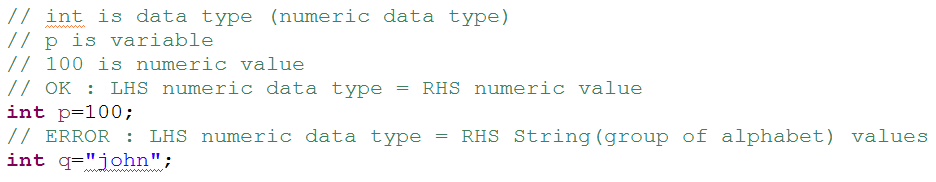 // int is data type (numeric data type)
// p is variable
// 100 is numeric value
// OK : LHS numeric data type = RHS numeric value
int p=100;
// ERROR : LHS numeric data type = RHS String(group of alphabet) values
int q="john";